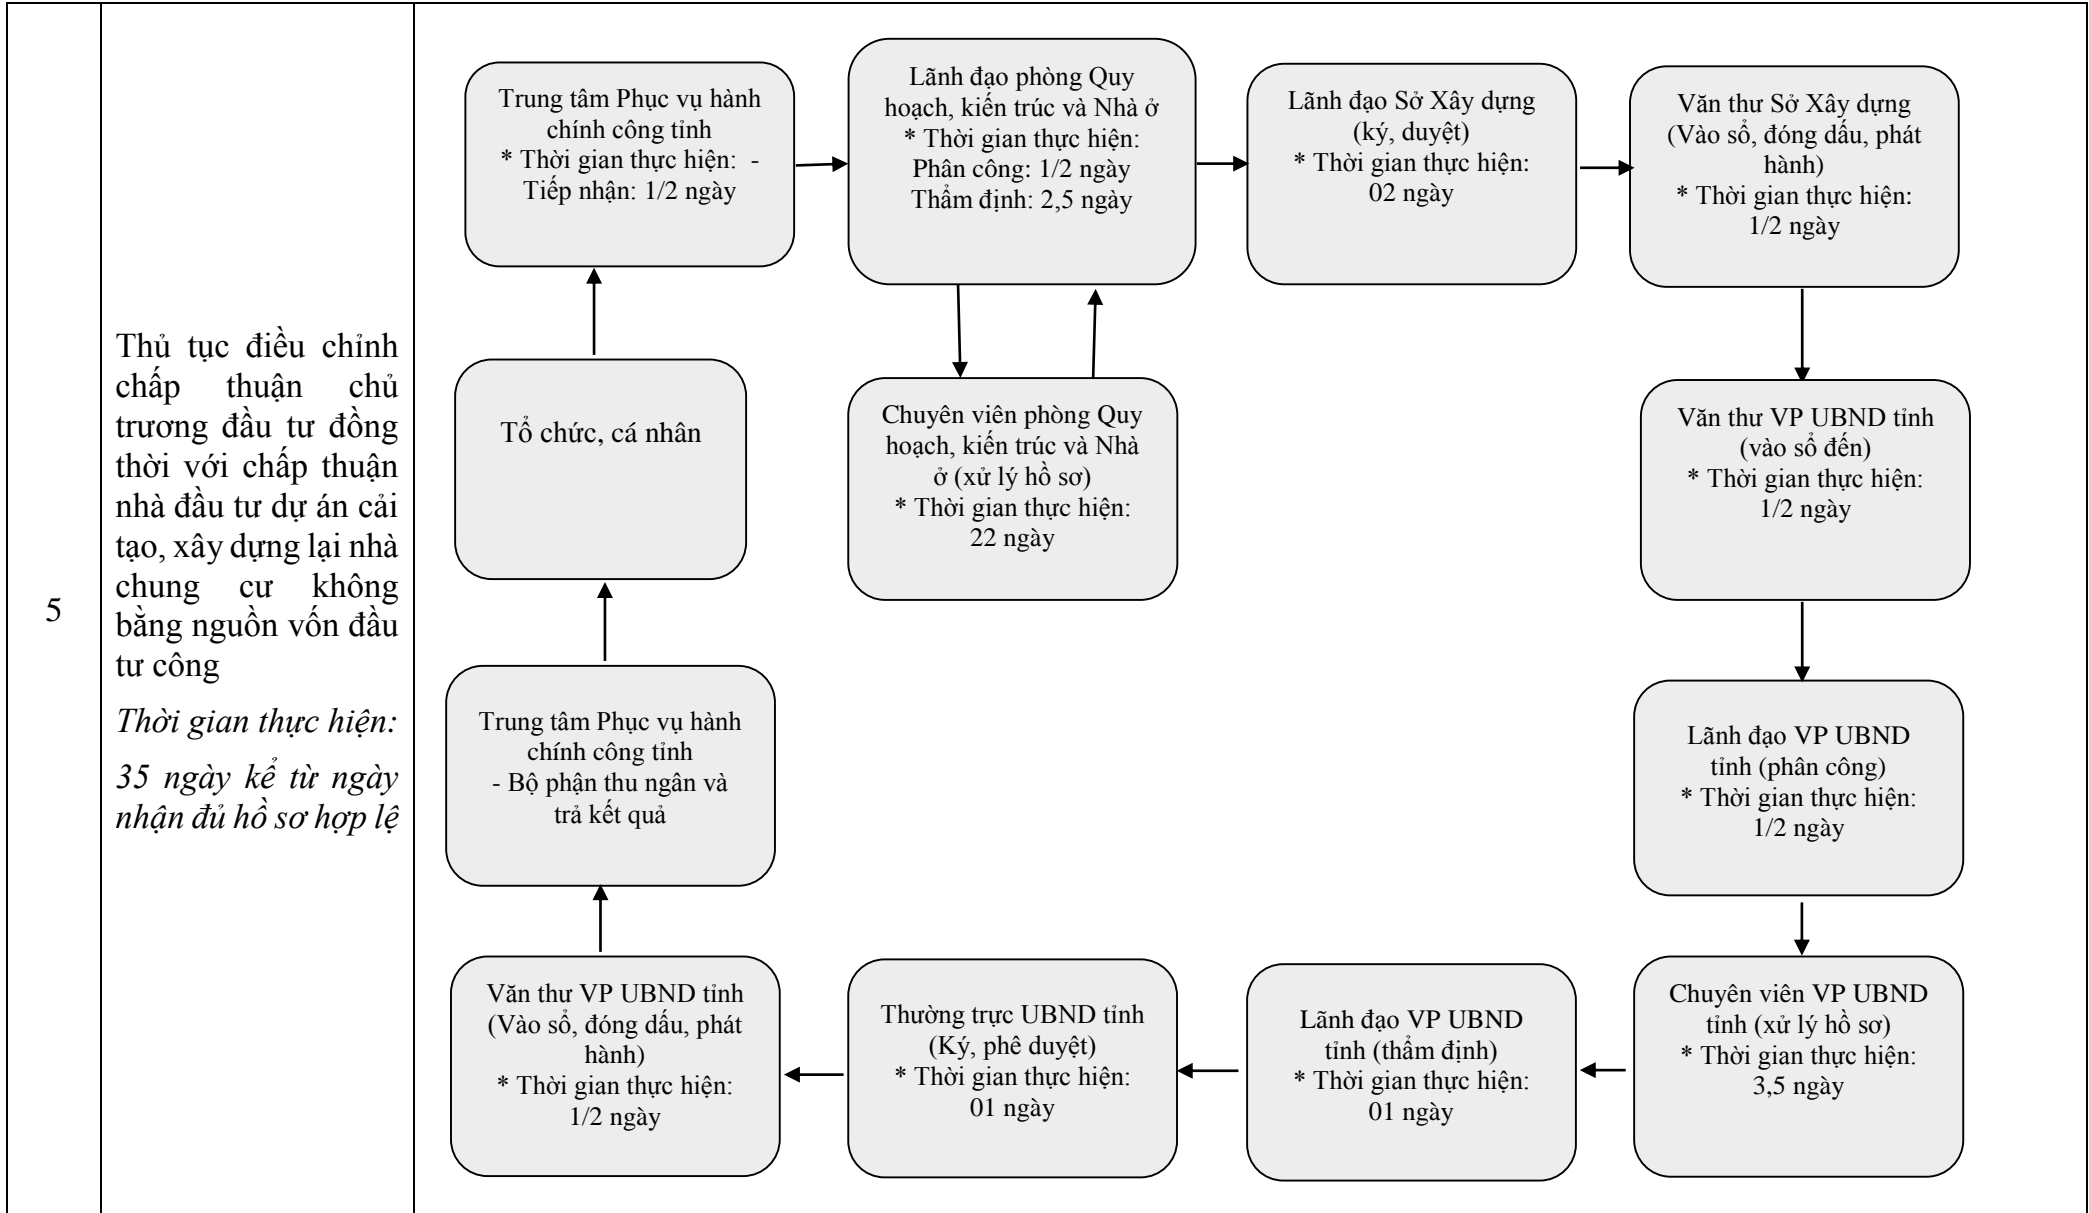 5
Thủ tục điều chỉnh
chấp thuận chủ
trương đầu tư đồng
thời với chấp thuận
nhà đầu tư dự án cải
tạo, xây dựng lại nhà
chung cư không
bằng nguồn vốn đầu
tư công
Thời gian thực hiện:
35 ngày kể từ ngày
nhận đủ hồ sơ hợp lệ
Trung tâm Phục vụ hành
chính công tỉnh
* Thời gian thực hiện: -
Tiếp nhận: 1/2 ngày
Lãnh đạo phòng Quy
hoạch, kiến trúc và Nhà ở
* Thời gian thực hiện:
Phân công: 1/2 ngày
Thẩm định: 2,5 ngày
Lãnh đạo Sở Xây dựng
(ký, duyệt)
* Thời gian thực hiện:
02 ngày
Văn thư Sở Xây dựng
(Vào sổ, đóng dấu, phát
hành)
* Thời gian thực hiện:
1/2 ngày
Tổ chức, cá nhân
Chuyên viên phòng Quy
hoạch, kiến trúc và Nhà
ở (xử lý hồ sơ)
* Thời gian thực hiện:
22 ngày
Văn thư VP UBND tỉnh
(vào sổ đến)
* Thời gian thực hiện:
1/2 ngày
Trung tâm Phục vụ hành
chính công tỉnh
- Bộ phận thu ngân và
trả kết quả
Lãnh đạo VP UBND
tỉnh (phân công)
* Thời gian thực hiện:
1/2 ngày
Văn thư VP UBND tỉnh
(Vào sổ, đóng dấu, phát
hành)
* Thời gian thực hiện:
1/2 ngày
Thường trực UBND tỉnh
(Ký, phê duyệt)
* Thời gian thực hiện:
01 ngày
Lãnh đạo VP UBND
tỉnh (thẩm định)
* Thời gian thực hiện:
01 ngày
Chuyên viên VP UBND
tỉnh (xử lý hồ sơ)
* Thời gian thực hiện:
3,5 ngày